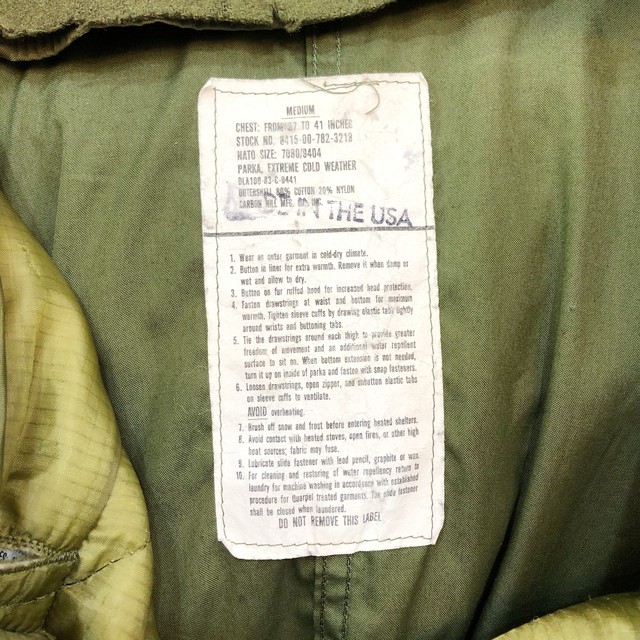 MEDIUM
CHEST: FROM 37 TO 41 INCHES
STOCK NO. 8415-00-782-3218
NATO SIZE: 7080/9404
PARKA, EXTREME COLD WEATHER
DLA100-83-C-0441
OUTERSHELL 80% COTTON 20% NYLON
CARBON HILL MFG. CO. INC.
IN THE USA
1. Wear as outer garment in cold-dry climate.
2. Button in liner for extra warmth. Remove it when damp or
wet and allow to dry.
3. Button on fur ruffed hood for increased head protection.
4. Fasten drawstrings at waist and bottom for maximum
warmth. Tighten sleeve cuffs by drawing elastic tabs tightly
around wrists and buttoning tabs.
5. Tie the drawstrings around each thigh to provide greater
freedom of movement and an additional water repellent
surface to sit on. When bottom extension is not needed,
turn it up on inside of parka and fasten with snap fasteners.
6. Loosen drawstrings, open zipper, and unbutton elastic tabs
on sleeve cuffs to ventilate.
AVOID overheating.
7. Brush off snow and frost before entering heated shelters.
8. Avoid contact with heated stoves, open fires, or other high
heat sources; fabric may fuse.
9. Lubricate slide fastener with lead pencil, graphite or wax.
10. For cleaning and restoring of water repellency return to
laundry for machine washing in accordance with established
procedure for Quarpel treated garments. The slide fastener
shall be closed when laundered.
DO NOT REMOVE THIS LABEL